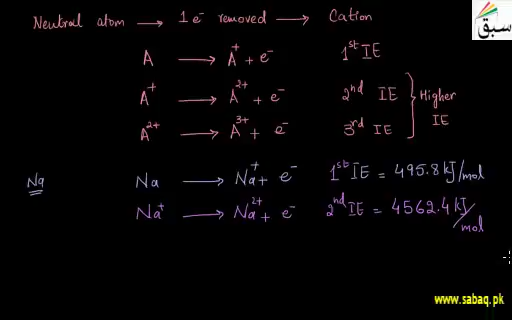 Neutral atom → 1 e⁻ removed → Cation
سبق
A → A⁺ + e⁻ 1ˢᵗ IE
A⁺ → A²⁺ + e⁻ 2ⁿᵈ IE
Higher IE
A²⁺ → A³⁺ + e⁻ 3ʳᵈ IE
Na Na → Na⁺ + e⁻ 1ˢᵗ IE = 495.8 kJ/mol
Na⁺ → Na²⁺ + e⁻ 2ⁿᵈ IE = 4562.4 kJ/mol
www.sabaq.pk